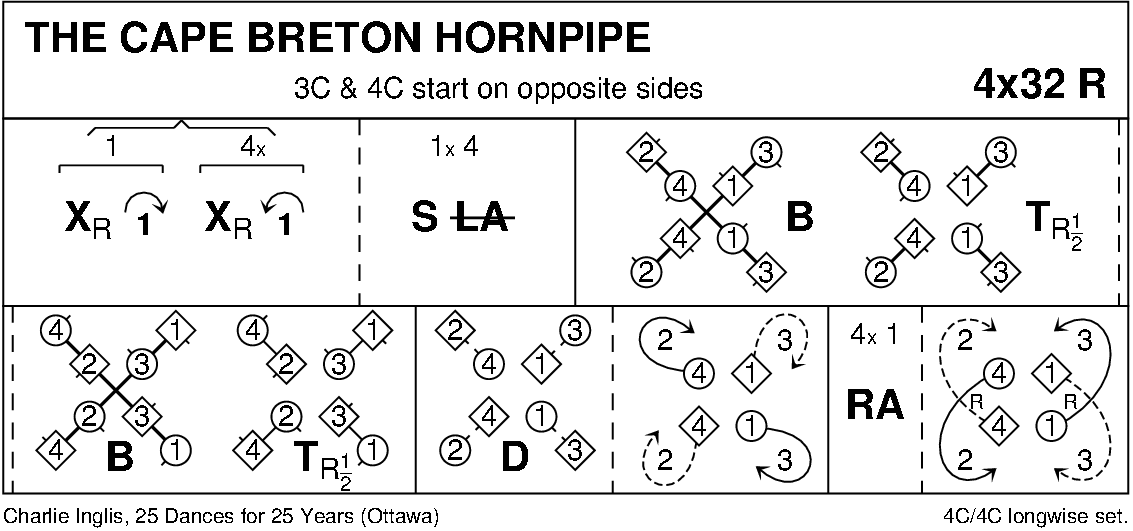 THE CAPE BRETON HORNPIPE
3C & 4C start on opposite sides
4x32 R
1 4x
XR 1 XR 1
1x 4
S LA
2 3 2 3
4 1 4 1
B TR½
4 1 4 1
2 3 2 3
4 1 4 1
2 3 2 3
2 3 2 3
4 1 4 1
B TR½
2 3
4 1
4 1
2 3
D
2 3
4 1
4 1
2 3
4x 1
RA
2 3
4 1
R R
4 1
2 3
Charlie Inglis, 25 Dances for 25 Years (Ottawa)
4C/4C longwise set.